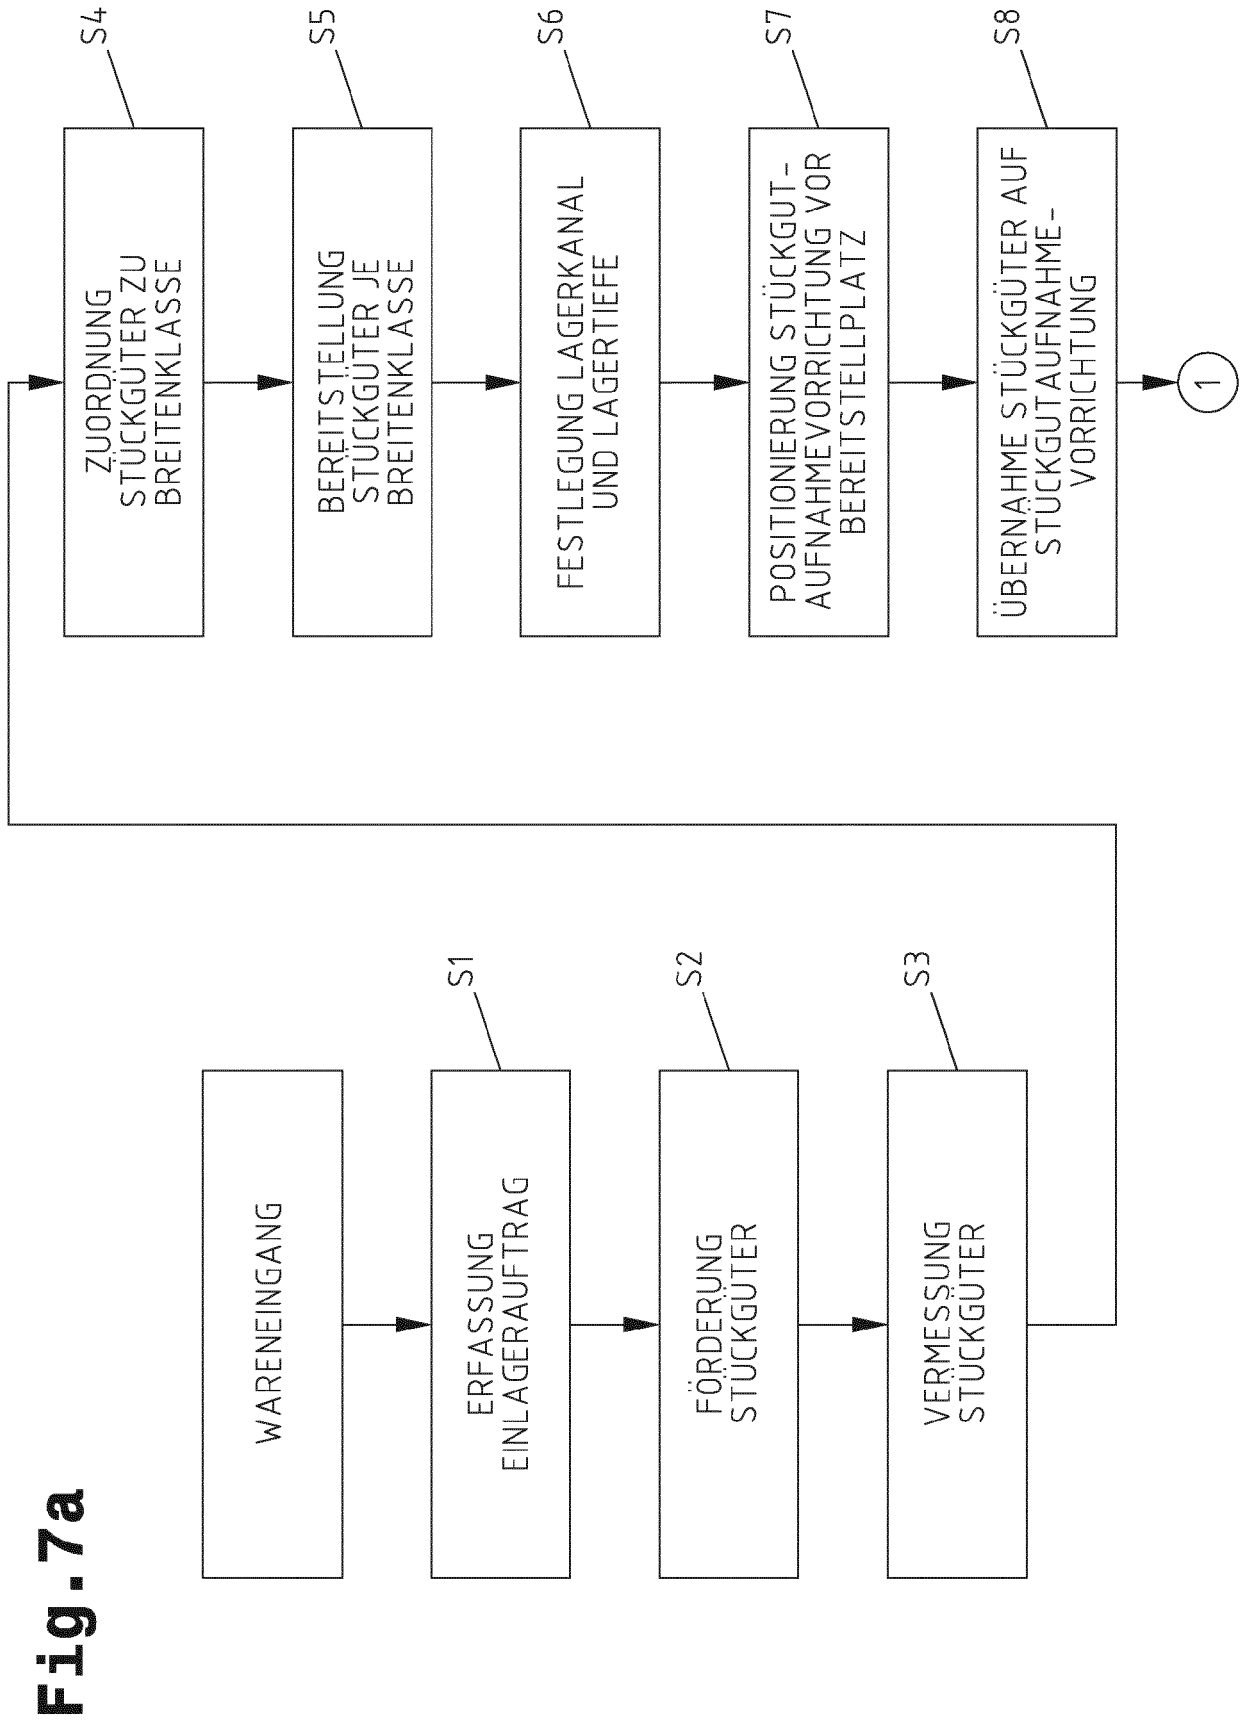 Fig.7a
WARENEINGANG
S1
ERFASSUNG
EINLAGERAUFTRAG
S2
FÖRDERUNG
STÜCKGÜTER
S3
VERMESSUNG
STÜCKGÜTER
S4
ZUORDNUNG
STÜCKGÜTER ZU
BREITENKLASSE
S5
BEREITSTELLUNG
STÜCKGÜTER JE
BREITENKLASSE
S6
FESTLEGUNG LAGERKANAL
UND LAGERTIEFE
S7
POSITIONIERUNG STÜCKGUT-
AUFNAHMEVORRICHTUNG VOR
BEREITSTELLPLATZ
S8
ÜBERNAHME STÜCKGÜTER AUF
STÜCKGUTAUFNAHME-
VORRICHTUNG
1